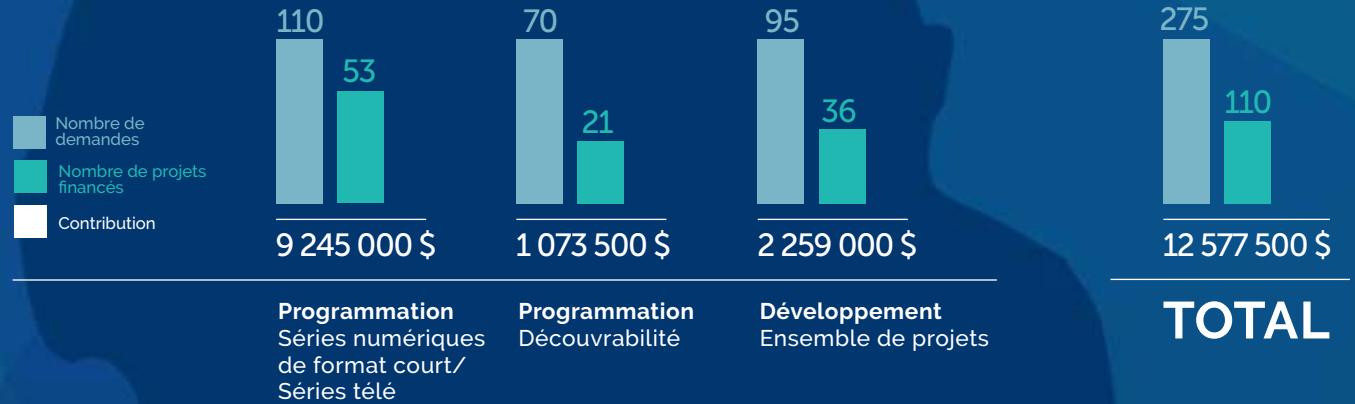 110
53
70
21
95
36
275
110
Nombre de
demandes
Nombre de projets
financés
Contribution
9 245 000 $
1 073 500 $
2 259 000 $
12 577 500 $
Programmation
Séries numériques
de format court/
Séries télé
Programmation
Découvrabilité
Développement
Ensemble de projets
TOTAL